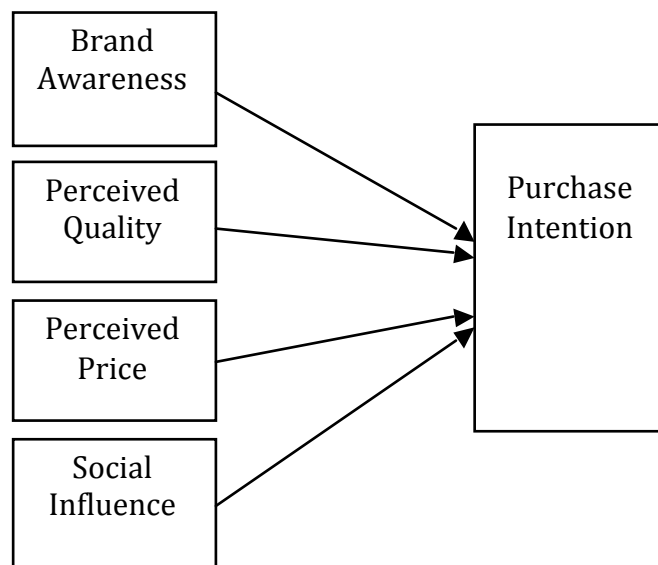 Brand
Awareness
Perceived
Quality
Perceived
Price
Social
Influence
Purchase
Intention